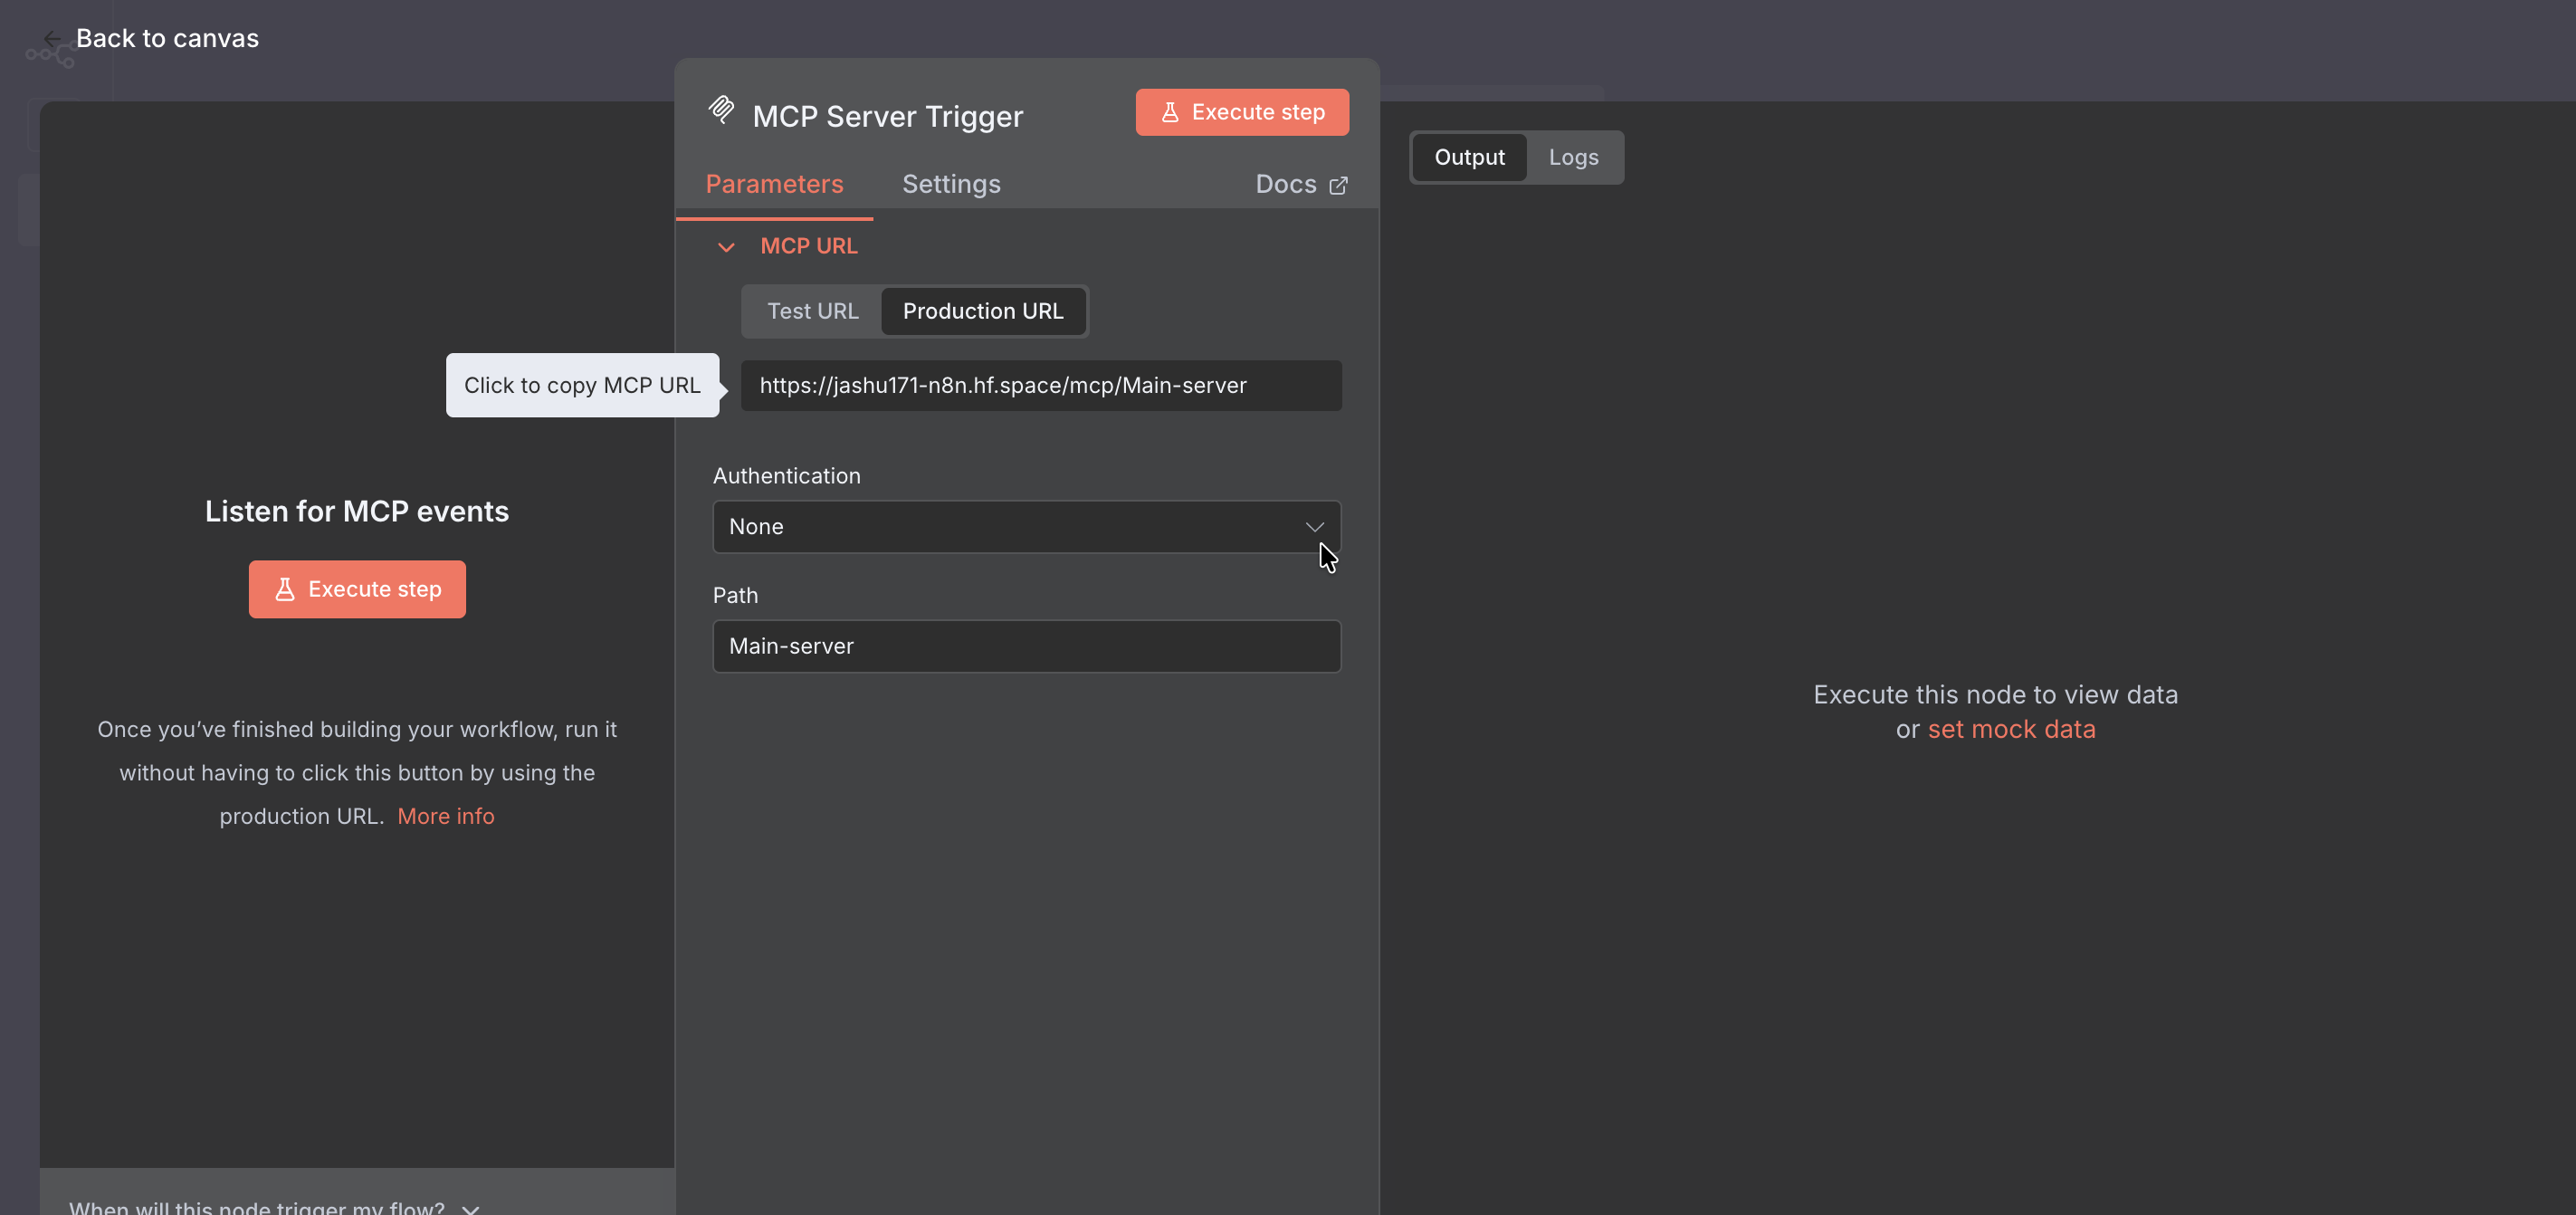 Back to canvas
MCP Server Trigger
Execute step
Parameters
Settings
Docs
MCP URL
Test URL
Production URL
Click to copy MCP URL
https://jashu171-n8n.hf.space/mcp/Main-server
Authentication
None
Path
Main-server
Listen for MCP events
Execute step
Once you’ve finished building your workflow, run it
without having to click this button by using the
production URL. More info
When will this node trigger my flow?
Output
Logs
Execute this node to view data
or set mock data